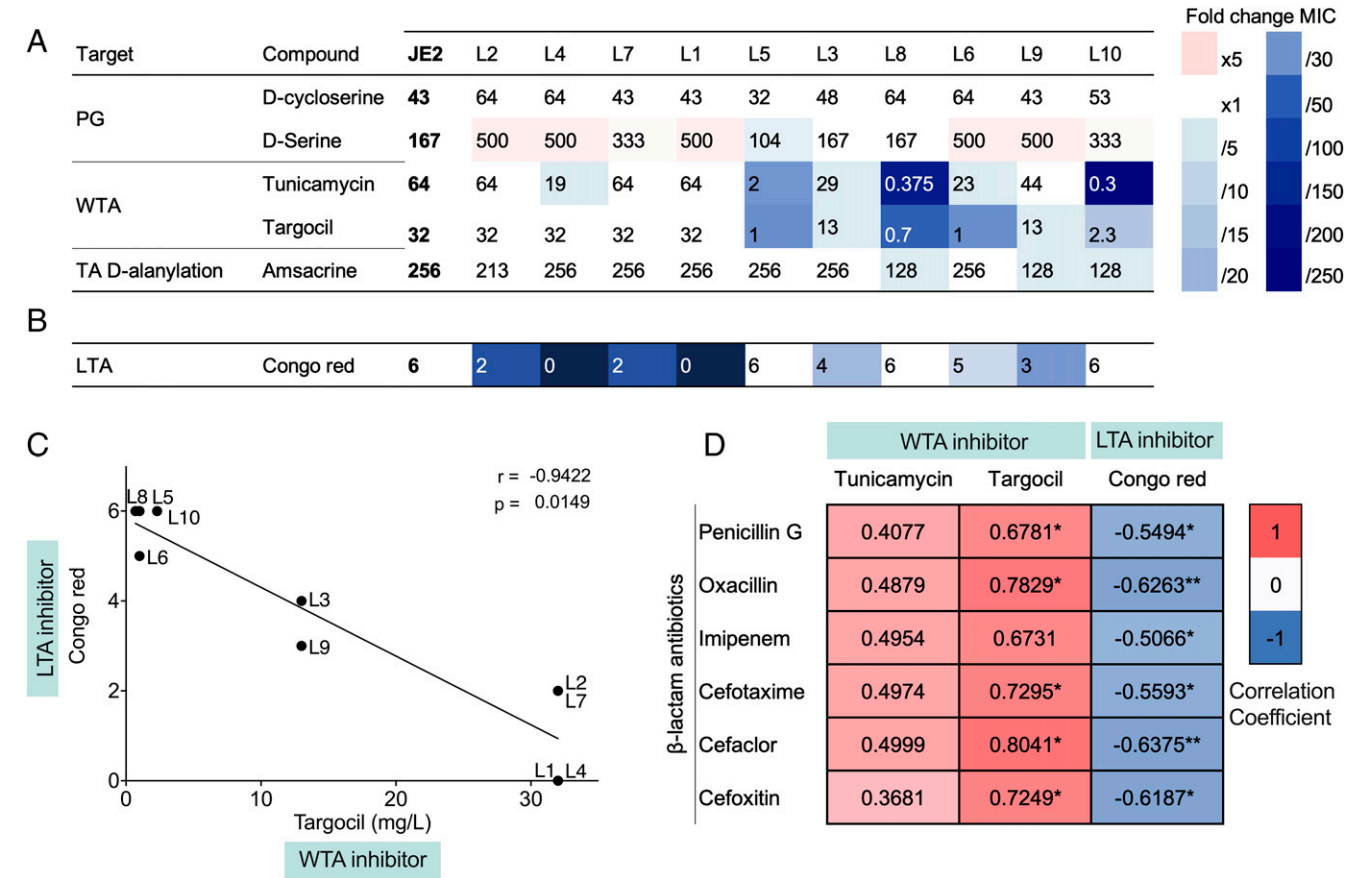 A
Target Compound JE2 L2 L4 L7 L1 L5 L3 L8 L6 L9 L10
PG
D-cycloserine 43 64 64 43 43 32 48 64 64 43 53
D-Serine 167 500 500 333 500 104 167 167 500 500 333
WTA
Tunicamycin 64 64 19 64 64 2 29 0.375 23 44 0.3
Targocil 32 32 32 32 32 1 13 0.7 1 13 2.3
TA D-alanylation Amsacrine 256 213 256 256 256 256 256 128 256 128 128
Fold change MIC
x5 /30
x1 /50
/5 /100
/10 /150
/15 /200
/20 /250
B
LTA Congo red 6 2 0 2 0 6 4 6 5 3 6
C
r = -0.9422
p = 0.0149
LTA inhibitor
Congo red
6
4
2
0
L8 L5
L10
L6
L3
L9
L2
L7
L1 L4
0 10 20 30
Targocil (mg/L)
WTA inhibitor
D
WTA inhibitor LTA inhibitor
Tunicamycin Targocil Congo red
β-lactam antibiotics
Penicillin G 0.4077 0.6781* -0.5494*
Oxacillin 0.4879 0.7829* -0.6263**
Imipenem 0.4954 0.6731 -0.5066*
Cefotaxime 0.4974 0.7295* -0.5593*
Cefaclor 0.4999 0.8041* -0.6375**
Cefoxitin 0.3681 0.7249* -0.6187*
1
0
-1
Correlation
Coefficient